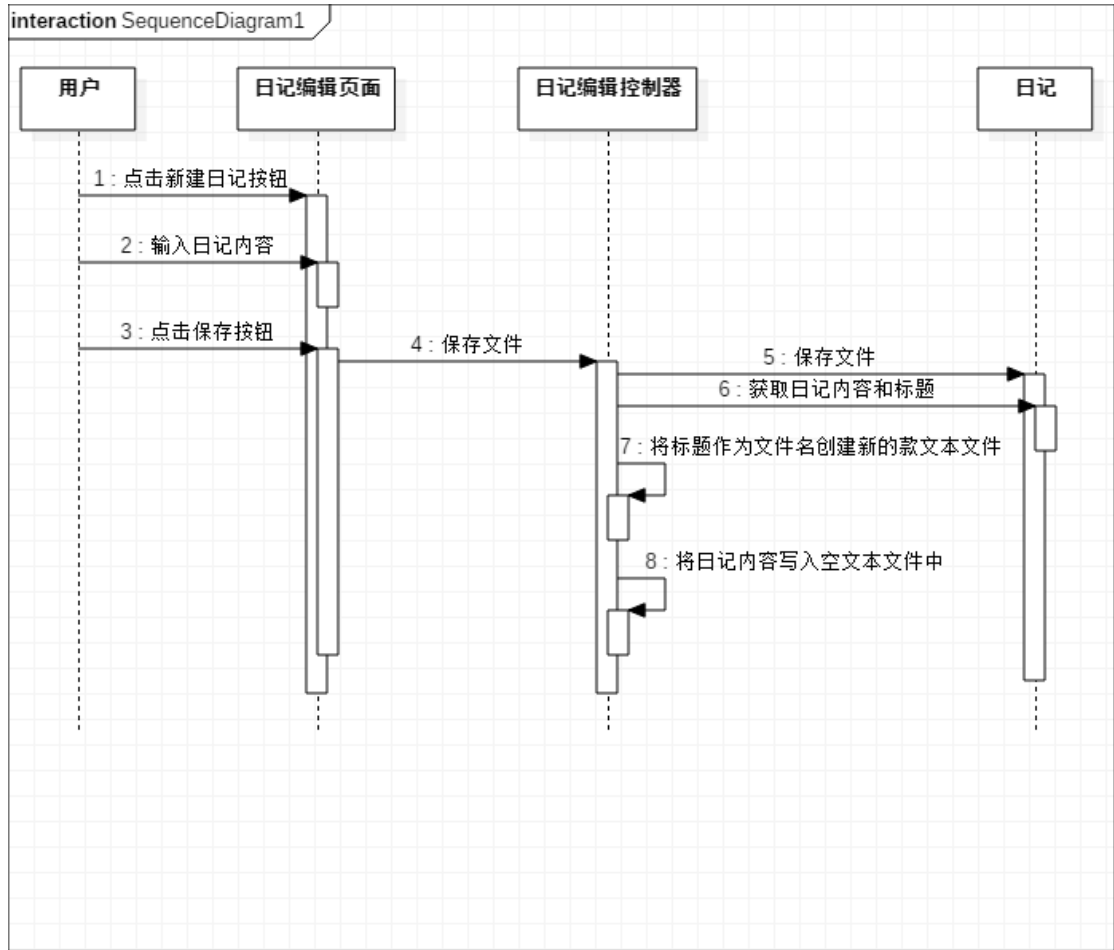 interaction SequenceDiagram1
用户
日记编辑页面
日记编辑控制器
日记
1 : 点击新建日记按钮
2 : 输入日记内容
3 : 点击保存按钮
4 : 保存文件
5 : 保存文件
6 : 获取日记内容和标题
7 : 将标题作为文件名创建新的款文本文件
8 : 将日记内容写入空文本文件中